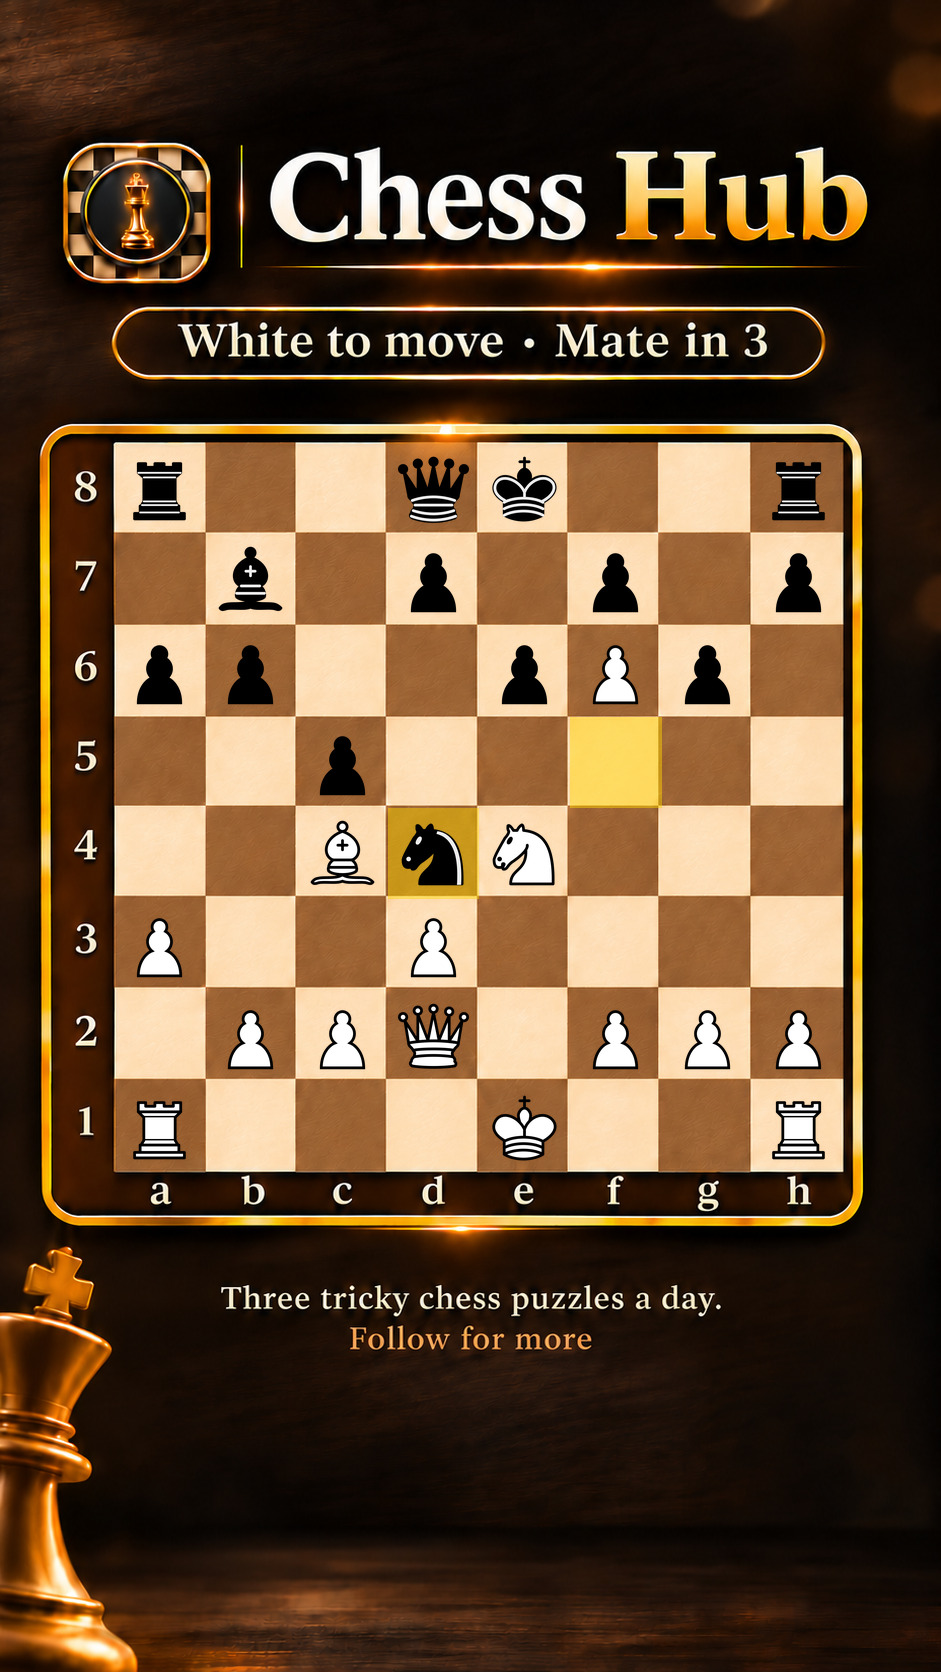 Chess Hub
White to move • Mate in 3
8
7
6
5
4
3
2
1
a b c d e f g h
Three tricky chess puzzles a day.
Follow for more